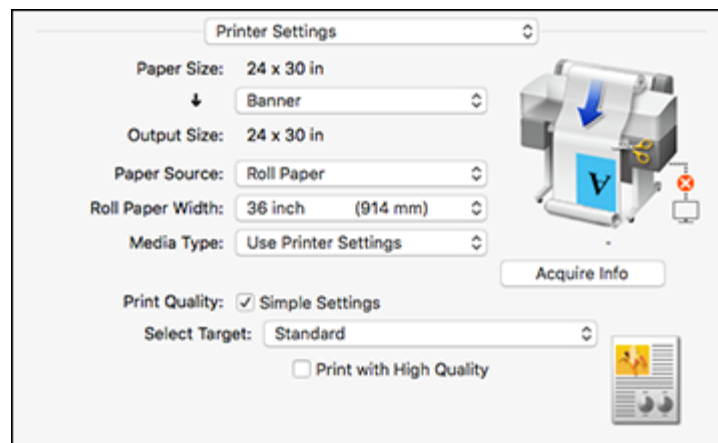 Printer Settings
Paper Size: 24 x 30 in
Banner
Output Size: 24 x 30 in
Paper Source: Roll Paper
Roll Paper Width: 36 inch (914 mm)
Media Type: Use Printer Settings
-
Acquire Info
Print Quality: Simple Settings
Select Target: Standard
Print with High Quality
A